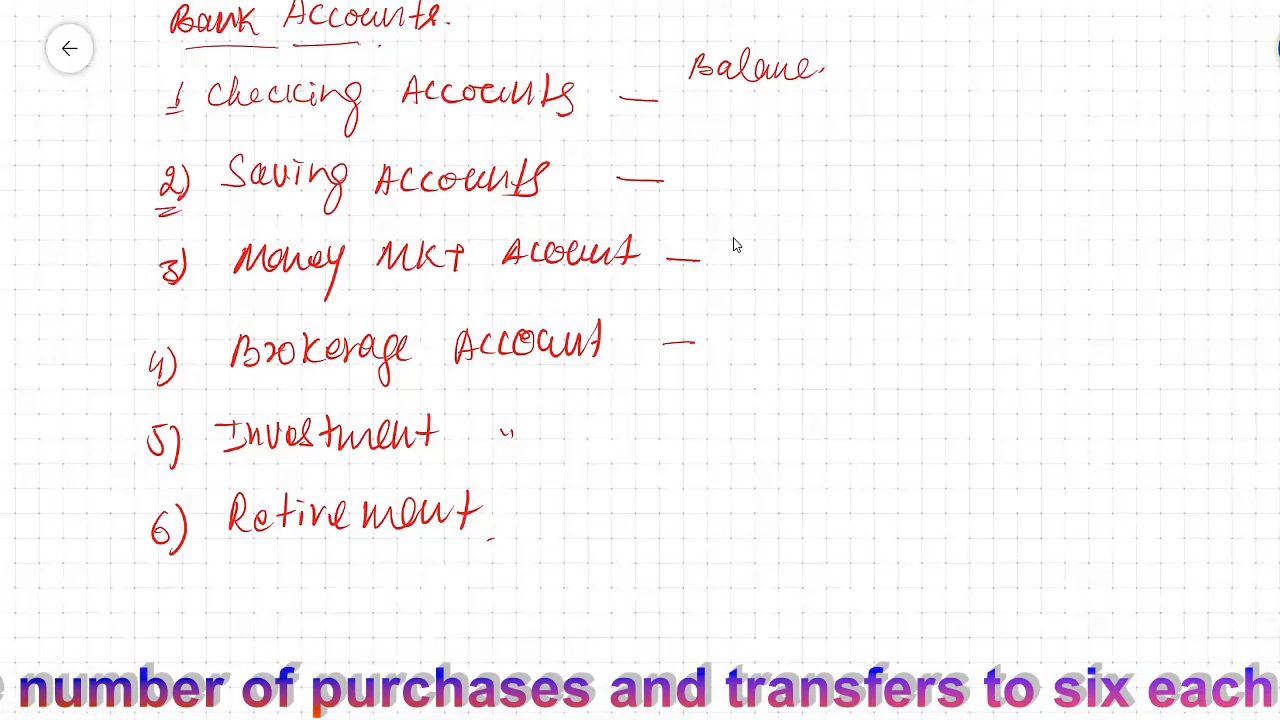 Bank Accounts.
Balance.
1 Checking Accounts —
2) Saving Accounts —
3) Money MKT Acount —
4) Brokerage Account —
5) Investment "
6) Retirement
number of purchases and transfers to six each